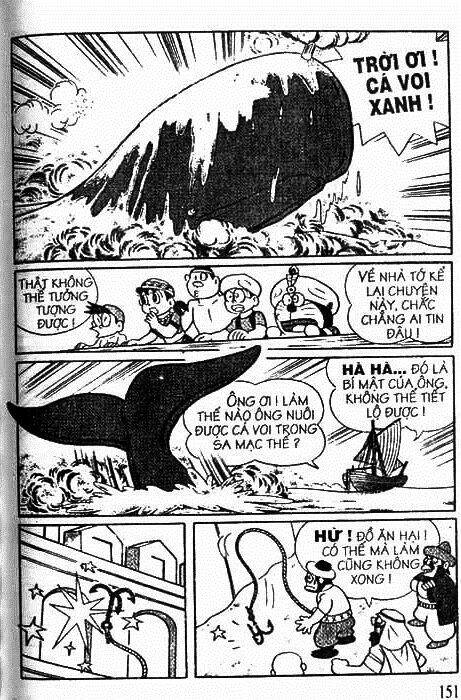 TRỜI ƠI !
CÁ VOI
XANH !
THẬT KHÔNG
THỂ TƯỞNG
TƯỢNG
ĐƯỢC !
VỀ NHÀ TỚ KỂ
LẠI CHUYỆN
NÀY, CHẮC
CHẲNG AI TIN
ĐÂU !
ÔNG ƠI ! LÀM
THẾ NÀO ÔNG NUÔI
ĐƯỢC CÁ VOI TRONG
SA MẠC THẾ ?
HÀ HÀ... ĐÓ LÀ
BÍ MẬT CỦA ÔNG,
KHÔNG THỂ TIẾT
LỘ ĐƯỢC !
HỪ ! ĐỒ ĂN HẠI !
CÓ THẾ MÀ LÀM
CŨNG KHÔNG
XONG !
151